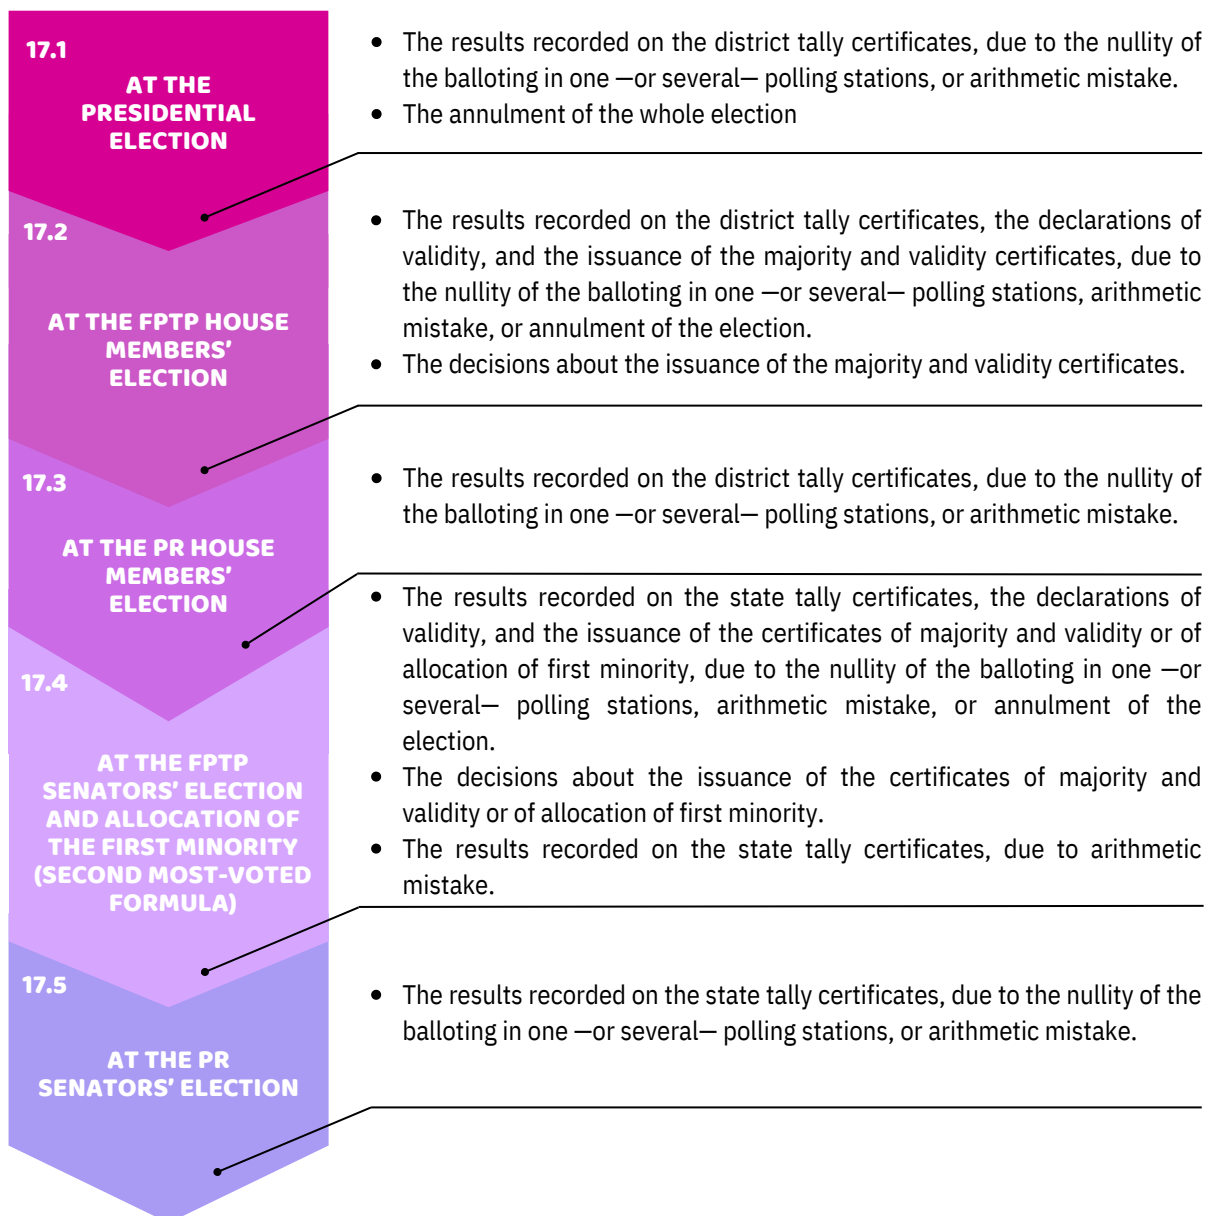 17.1
AT THE
PRESIDENTIAL
ELECTION
• The results recorded on the district tally certificates, due to the nullity of
the balloting in one —or several— polling stations, or arithmetic mistake.
• The annulment of the whole election
17.2
AT THE FPTP HOUSE
MEMBERS’
ELECTION
• The results recorded on the district tally certificates, the declarations of
validity, and the issuance of the majority and validity certificates, due to
the nullity of the balloting in one —or several— polling stations, arithmetic
mistake, or annulment of the election.
• The decisions about the issuance of the majority and validity certificates.
17.3
AT THE PR HOUSE
MEMBERS’
ELECTION
• The results recorded on the district tally certificates, due to the nullity of
the balloting in one —or several— polling stations, or arithmetic mistake.
17.4
AT THE FPTP
SENATORS’ ELECTION
AND ALLOCATION OF
THE FIRST MINORITY
(SECOND MOST-VOTED
FORMULA)
• The results recorded on the state tally certificates, the declarations of
validity, and the issuance of the certificates of majority and validity or of
allocation of first minority, due to the nullity of the balloting in one —or
several— polling stations, arithmetic mistake, or annulment of the
election.
• The decisions about the issuance of the certificates of majority and
validity or of allocation of first minority.
• The results recorded on the state tally certificates, due to arithmetic
mistake.
17.5
AT THE PR
SENATORS’ ELECTION
• The results recorded on the state tally certificates, due to the nullity of the
balloting in one —or several— polling stations, or arithmetic mistake.